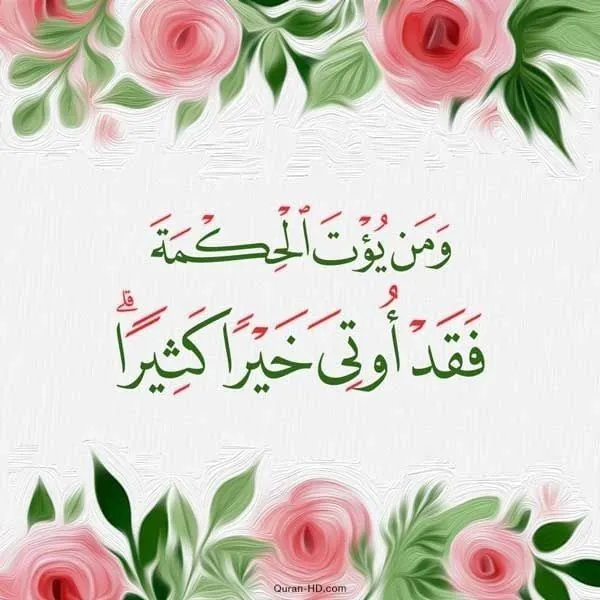 وَمَن يُؤْتَ ٱلْحِكْمَةَ
فَقَدْ أُوتِىَ خَيْرًا كَثِيرًا ۗ
Quran-HD.com